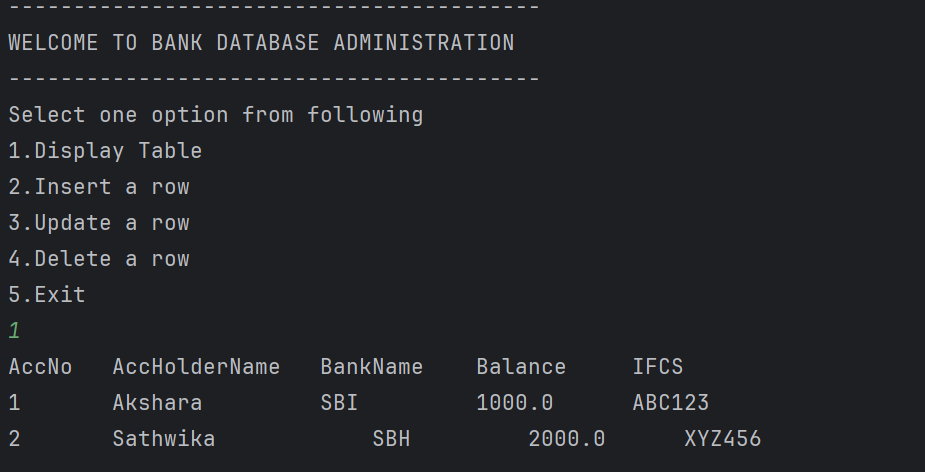 -----------------------------------------
WELCOME TO BANK DATABASE ADMINISTRATION
-----------------------------------------
Select one option from following
1.Display Table
2.Insert a row
3.Update a row
4.Delete a row
5.Exit
1
AccNo   AccHolderName   BankName    Balance     IFCS
1       Akshara         SBI         1000.0      ABC123
2       Sathwika            SBH         2000.0      XYZ456